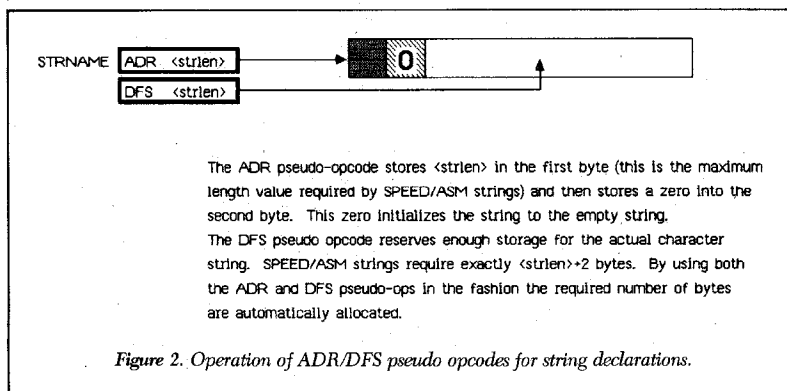 STRNAME ADR <strlen> 0
DFS <strlen>
The ADR pseudo-opcode stores <strlen> in the first byte (this is the maximum
length value required by SPEED/ASM strings) and then stores a zero into the
second byte. This zero initializes the string to the empty string.
The DFS pseudo opcode reserves enough storage for the actual character
string. SPEED/ASM strings require exactly <strlen>+2 bytes. By using both
the ADR and DFS pseudo-ops in the fashion the required number of bytes
are automatically allocated.
Figure 2. Operation of ADR/DFS pseudo opcodes for string declarations.